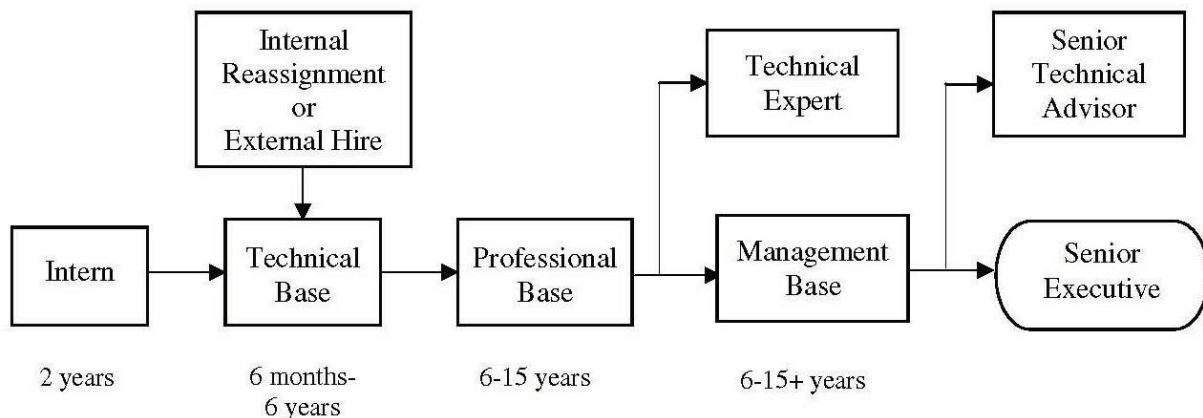 Internal
Reassignment
or
External Hire
Technical
Expert
Senior
Technical
Advisor
Intern
Technical
Base
Professional
Base
Management
Base
Senior
Executive
2 years
6 months-
6 years
6-15 years
6-15+ years